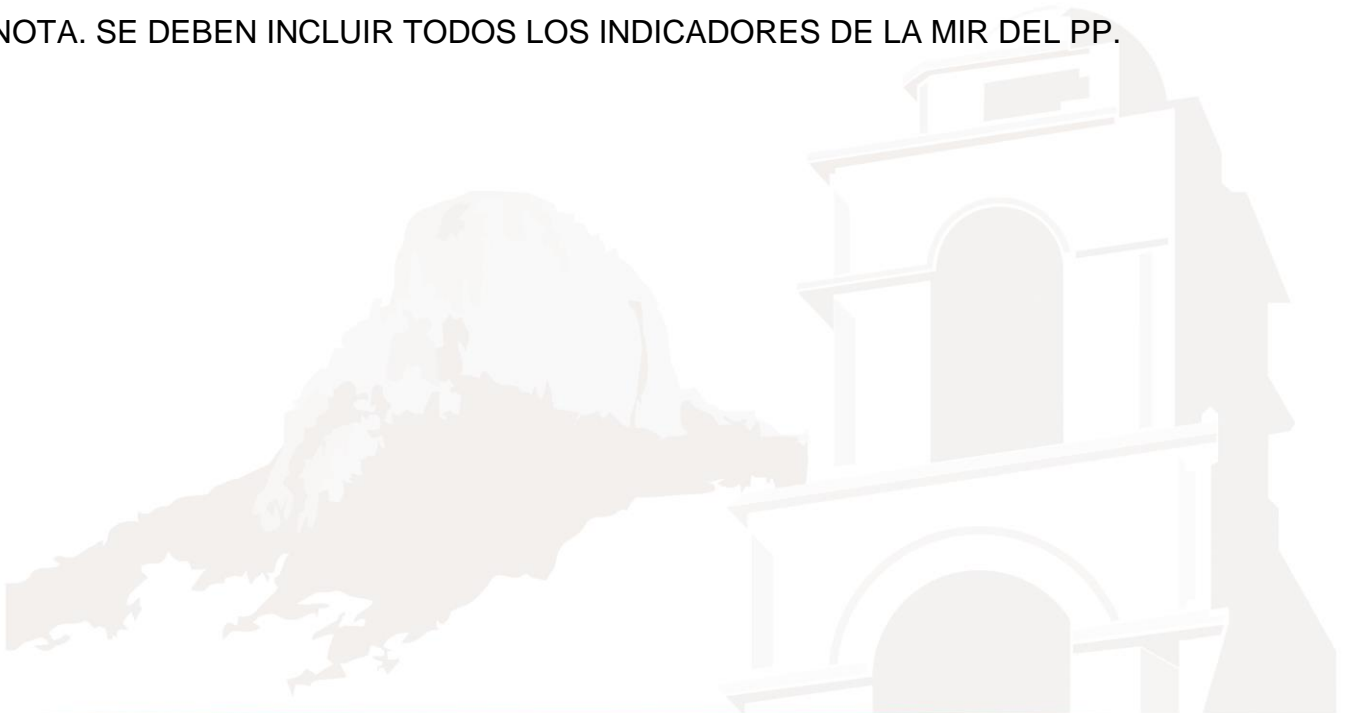 NOTA. SE DEBEN INCLUIR TODOS LOS INDICADORES DE LA MIR DEL PP.